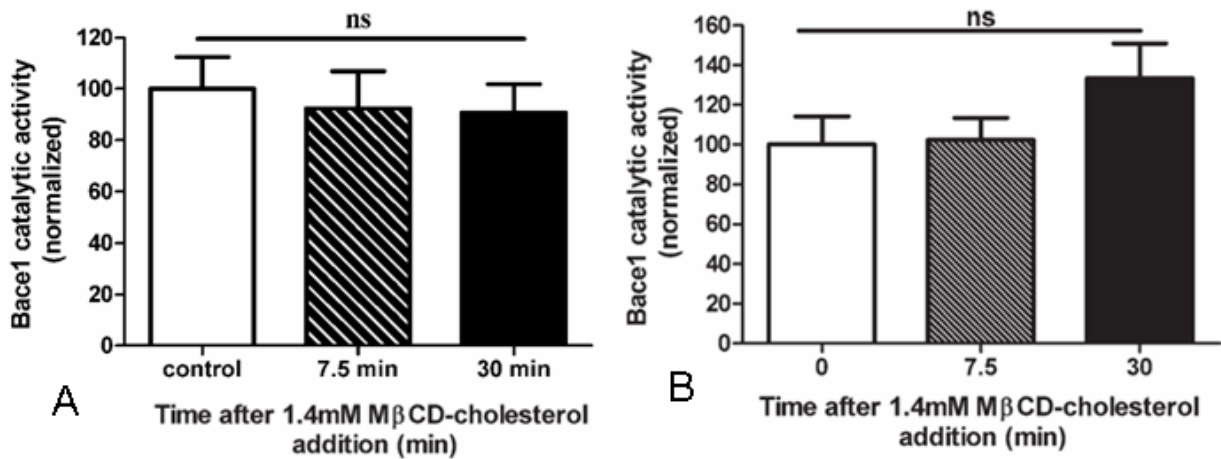 ns
Bace1 catalytic activity
(normalized)
120
100
80
60
40
20
0
control 7.5 min 30 min
Time after 1.4mM MβCD-cholesterol
addition (min)
A
ns
Bace1 catalytic activity
(normalized)
160
140
120
100
80
60
40
20
0
0 7.5 30
Time after 1.4mM MβCD-cholesterol
addition (min)
B